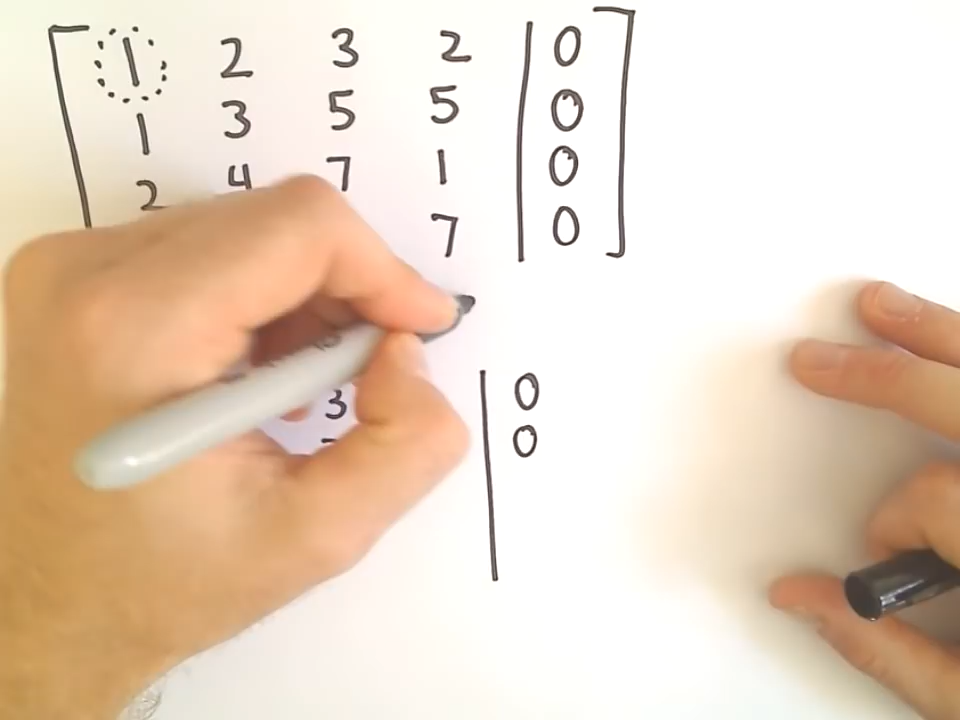 1 2 3 2 | 0
1 3 5 5 | 0
2 4 7 1 | 0
7 | 0
3 | 0
| 0